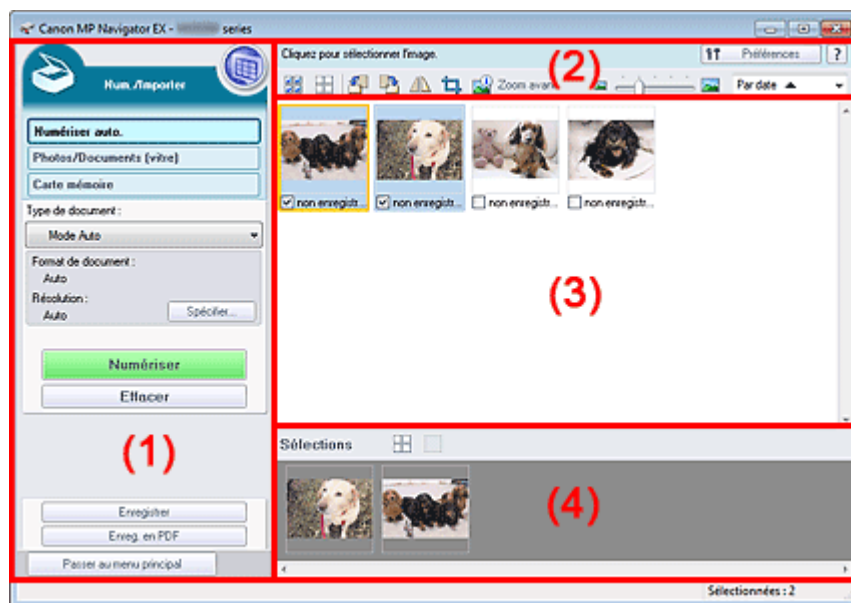 Canon MP Navigator EX - series
Num./Importer
Numériser auto.
Photos/Documents (vitre)
Carte mémoire
Type de document :
Mode Auto
Format de document :
Auto
Résolution :
Auto
Spécifier...
Numériser
Effacer
(1)
Enregistrer
Enreg. en PDF
Passer au menu principal
Cliquez pour sélectionner l'image.
Préférences
?
(2)
Zoom avant
Par date
non enregistr...
non enregistr...
non enregistr...
non enregistr...
(3)
Sélections
(4)
Sélectionnées : 2